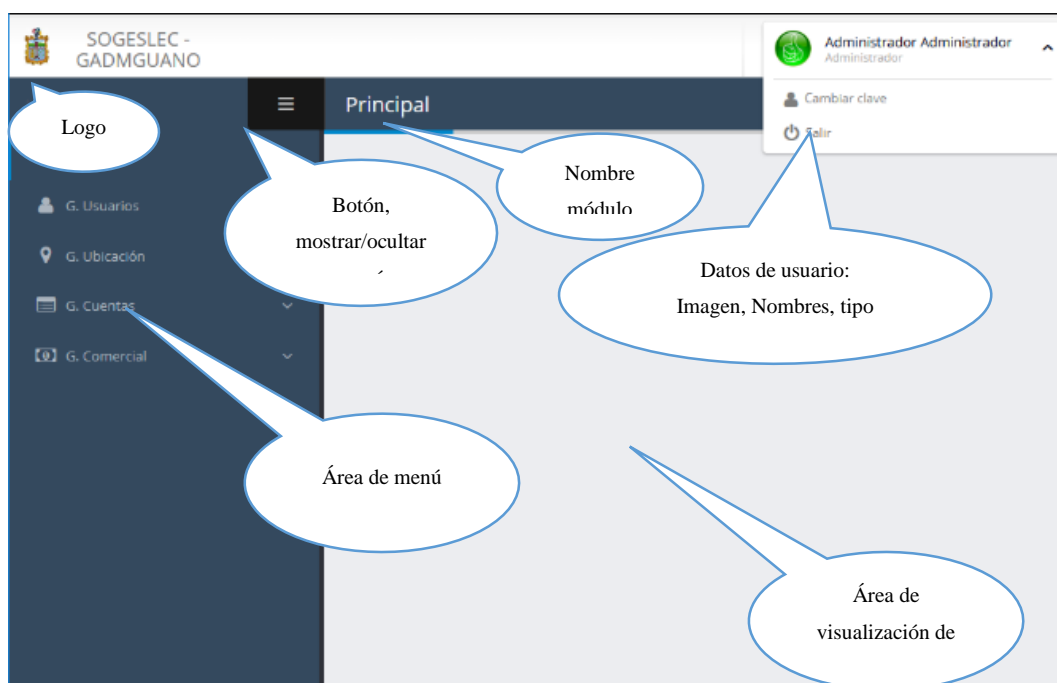 SOGESLEC -
GADMGUANO
Administrador Administrador
Administrador
Cambiar clave
Salir
Principal
Logo
Nombre
módulo
Botón,
mostrar/ocultar
G. Usuarios
G. Ubicación
G. Cuentas
G. Comercial
Datos de usuario:
Imagen, Nombres, tipo
Área de menú
Área de
visualización de